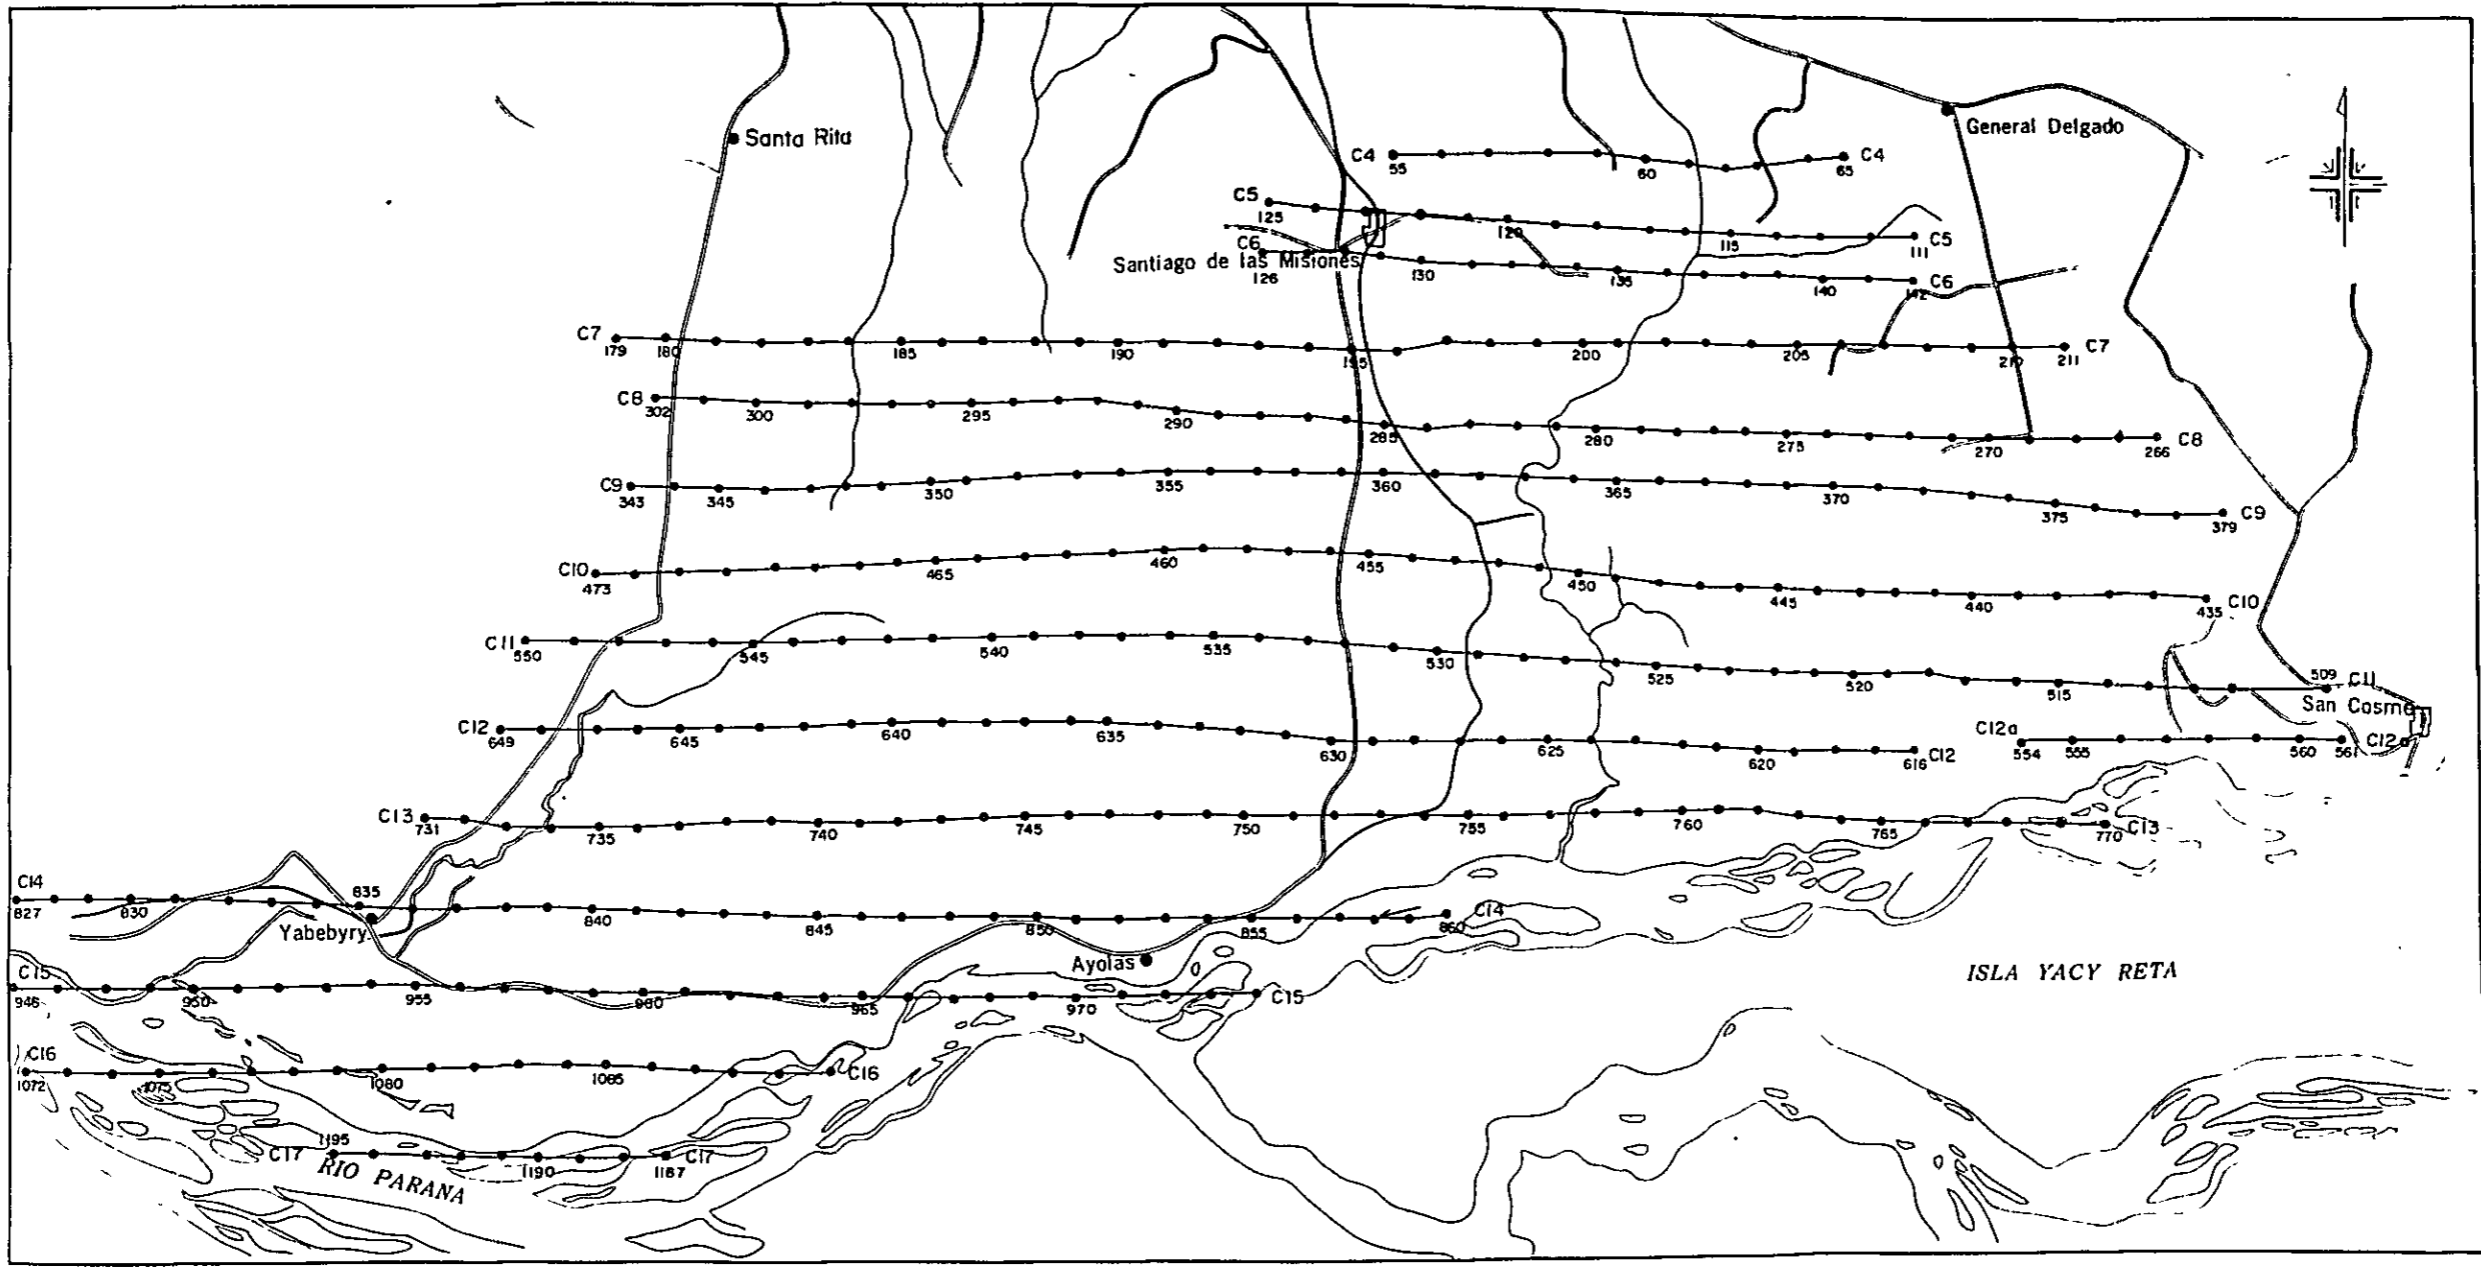 Santa Rita
General Delgado
C4 C4
55 60 65
C5
125 120 115 111 C5
C6
Santiago de las Misiones
126 130 135 140 142 C6
C7 C7
179 180 185 190 195 200 205 210 211
C8 C8
302 300 295 290 285 280 275 270 266
C9 C9
343 345 350 355 360 365 370 375 379
C10 C10
473 465 460 455 450 445 440 435
C11 509 C11
550 545 540 535 530 525 520 515
San Cosme
C12 C12 C12a C12
649 645 640 635 630 625 620 616 554 555 560 561
C13 C13
731 735 740 745 750 755 760 765 770
C14 835 C14
827 830 840 845 850 855 860
Yabebyry
Ayolas
ISLA YACY RETA
C15 C15
946 950 955 960 965 970
C16 C16
1072 1075 1080 1085
1195
C17 C17
1190 1187
RIO PARANA